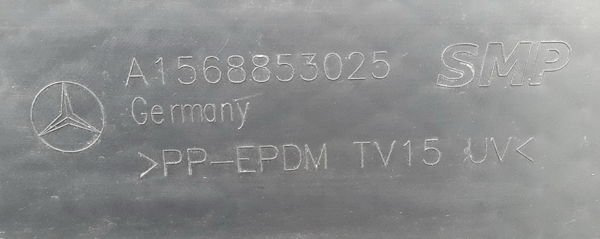 A1568853025 SMP
Germany
>PP-EPDM TV15 UV<